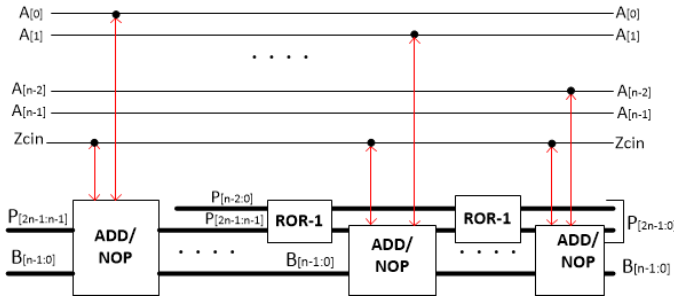 A[0] A[0]
A[1] A[1]
. . . .
A[n-2] A[n-2]
A[n-1] A[n-1]
Zcin Zcin
P[n-2:0]
P[2n-1:n-1] ADD/NOP P[2n-1:n-1] ROR-1 ROR-1 P[2n-1:0]
. . . . ADD/NOP . . . . ADD/NOP
B[n-1:0] B[n-1:0] B[n-1:0]